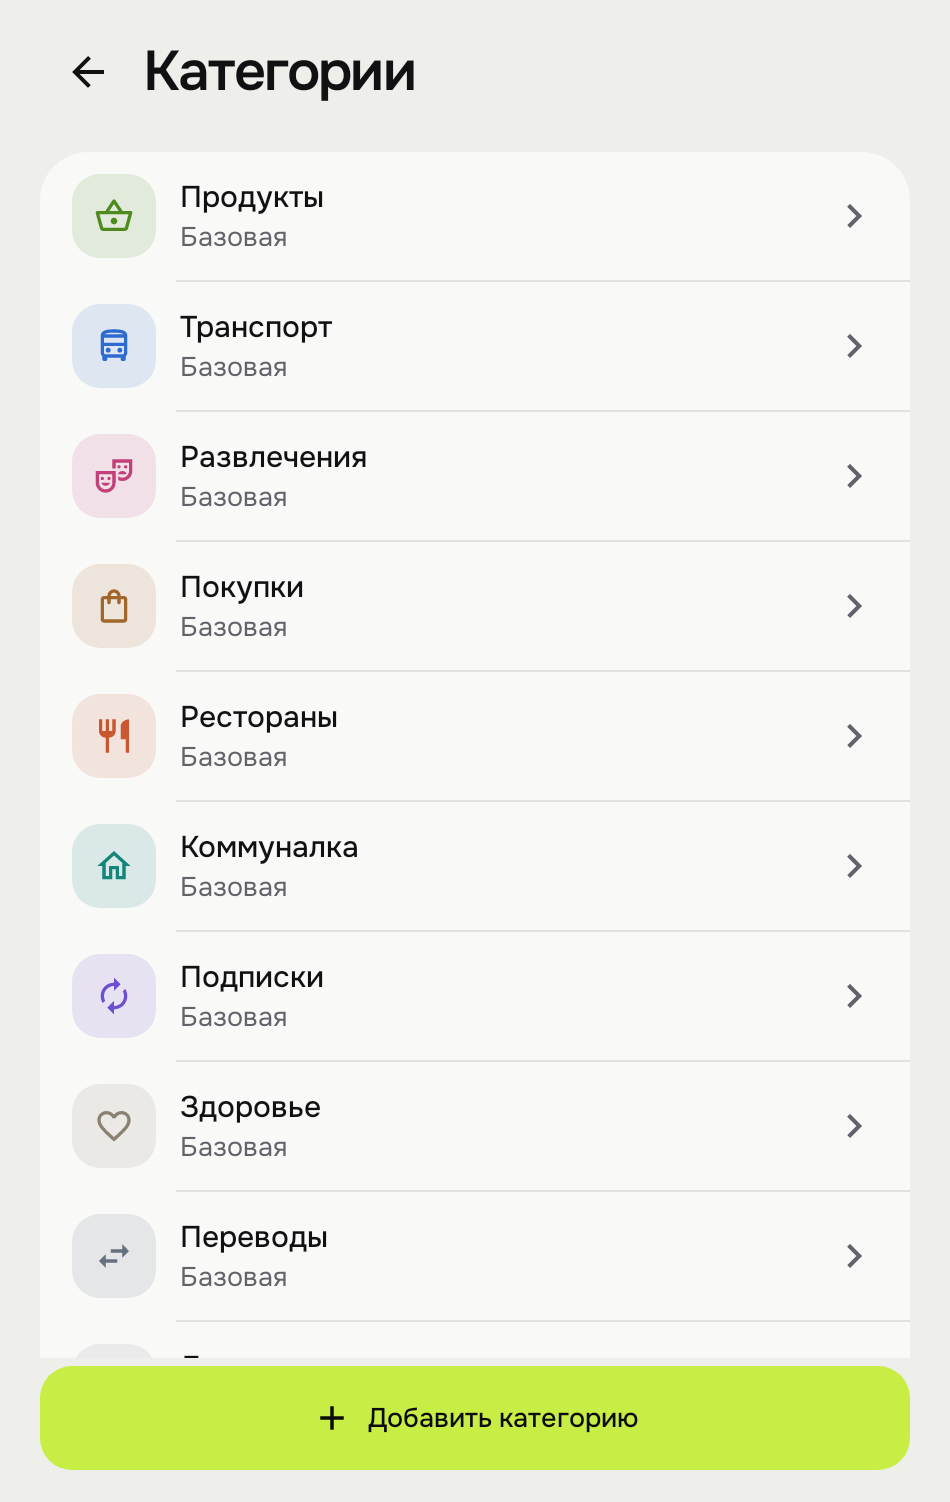 Категории
Продукты
Базовая
Транспорт
Базовая
Развлечения
Базовая
Покупки
Базовая
Рестораны
Базовая
Коммуналка
Базовая
Подписки
Базовая
Здоровье
Базовая
Переводы
Базовая
Добавить категорию